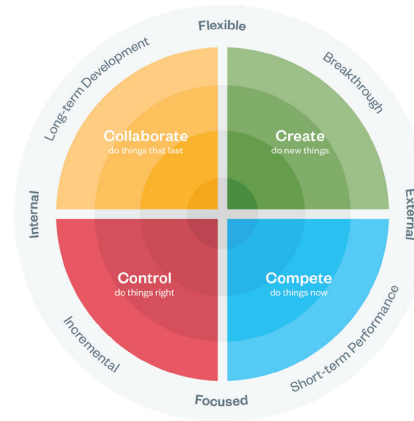 Flexible
Long-term Development
Breakthrough
Collaborate
do things that last
Create
do new things
Internal
External
Control
do things right
Compete
do things now
Incremental
Short-term Performance
Focused